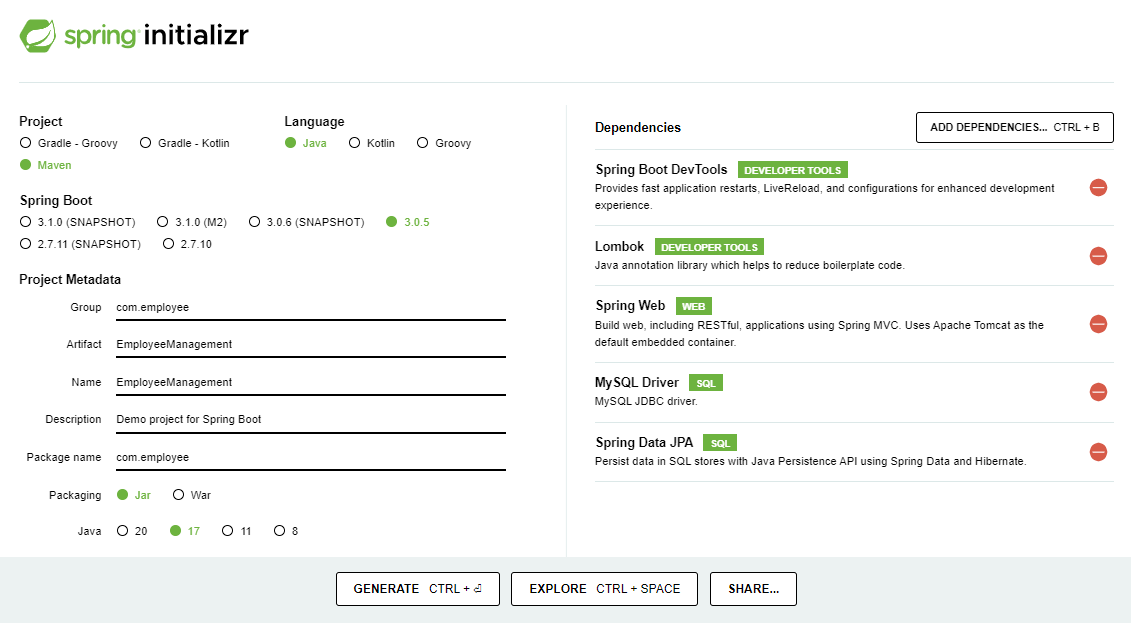 spring initializr
Project
Gradle - Groovy Gradle - Kotlin
Maven
Language
Java Kotlin Groovy
Spring Boot
3.1.0 (SNAPSHOT) 3.1.0 (M2) 3.0.6 (SNAPSHOT) 3.0.5
2.7.11 (SNAPSHOT) 2.7.10
Project Metadata
Group com.employee
Artifact EmployeeManagement
Name EmployeeManagement
Description Demo project for Spring Boot
Package name com.employee
Packaging Jar War
Java 20 17 11 8
Dependencies
ADD DEPENDENCIES... CTRL + B
Spring Boot DevTools DEVELOPER TOOLS
Provides fast application restarts, LiveReload, and configurations for enhanced development
experience.
Lombok DEVELOPER TOOLS
Java annotation library which helps to reduce boilerplate code.
Spring Web WEB
Build web, including RESTful, applications using Spring MVC. Uses Apache Tomcat as the
default embedded container.
MySQL Driver SQL
MySQL JDBC driver.
Spring Data JPA SQL
Persist data in SQL stores with Java Persistence API using Spring Data and Hibernate.
GENERATE CTRL + ⏎
EXPLORE CTRL + SPACE
SHARE...